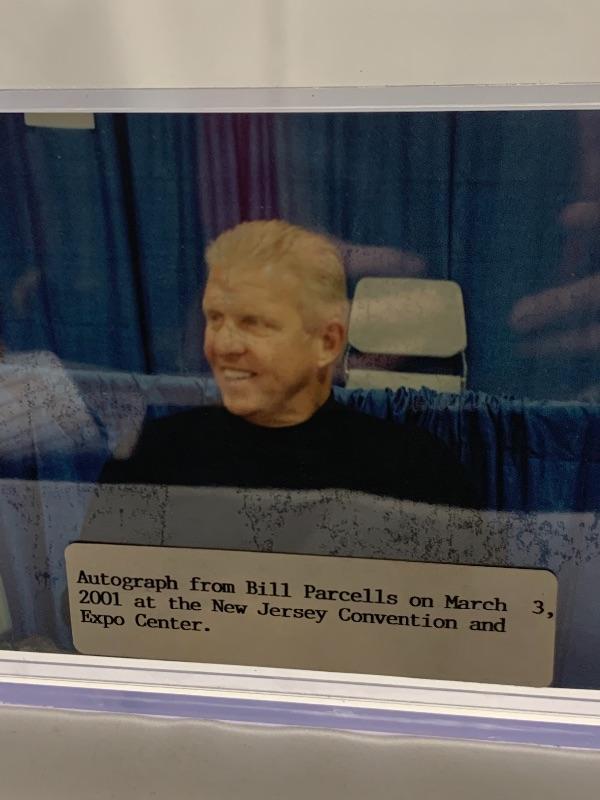 Autograph from Bill Parcells on March 3,
2001 at the New Jersey Convention and
Expo Center.